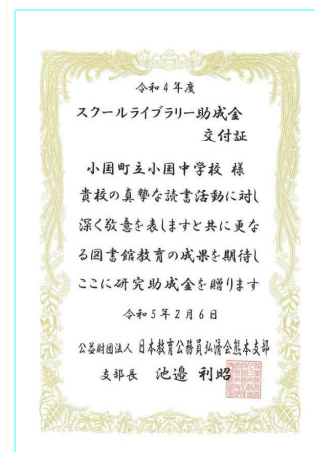 令和4年度
スクールライブラリー助成金
交付証
小国町立小国中学校 様
貴校の真摯な読書活動に対し
深く敬意を表しますと共に更な
る図書館教育の成果を期待し
ここに研究助成金を贈ります
令和5年2月6日
公益財団法人 日本教育公務員弘済会熊本支部
支部長 池邉 利昭